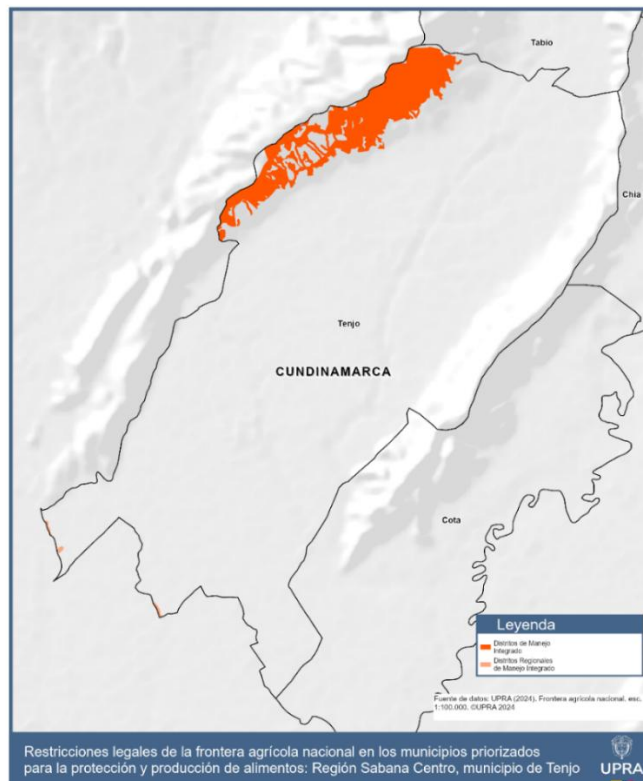 Tabio
Chia
Tenjo
CUNDINAMARCA
Cota
Leyenda
Distritos de Manejo
Integrado
Distritos Regionales
de Manejo Integrado
Fuente de datos: UPRA (2024). Frontera agrícola nacional, esc.
1:100.000. ©UPRA 2024
Restricciones legales de la frontera agrícola nacional en los municipios priorizados
para la protección y producción de alimentos: Región Sabana Centro, municipio de Tenjo
UPRA